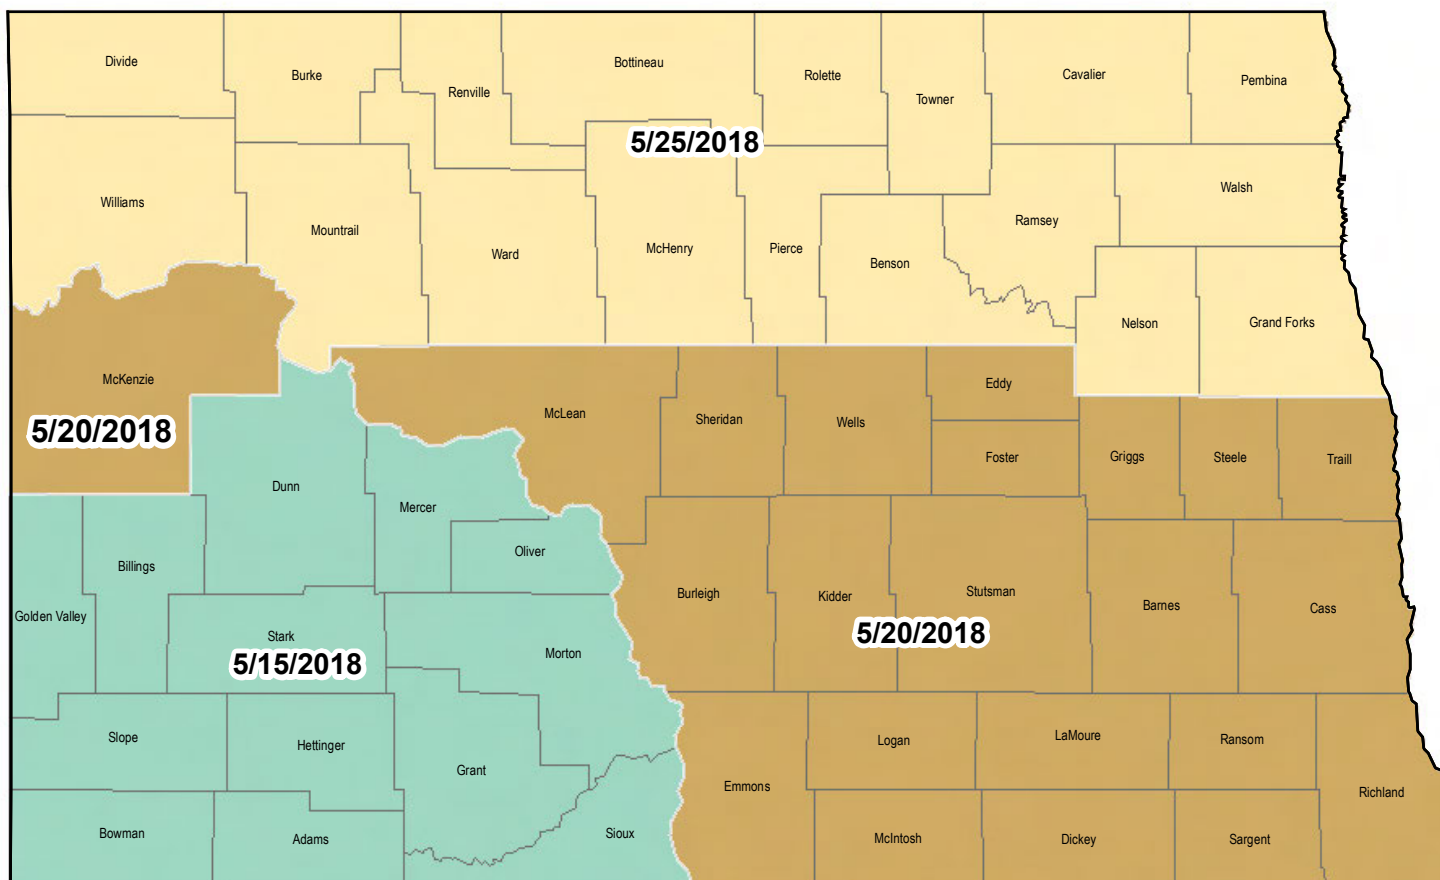 Divide
Burke
Renville
Bottineau
Rolette
Towner
Cavalier
Pembina
5/25/2018
Williams
Mountrail
Ward
McHenry
Pierce
Benson
Ramsey
Walsh
Nelson
Grand Forks
McKenzie
5/20/2018
McLean
Sheridan
Wells
Eddy
Foster
Griggs
Steele
Traill
Dunn
Mercer
Oliver
Billings
Golden Valley
Stark
5/15/2018
Morton
Burleigh
Kidder
Stutsman
5/20/2018
Barnes
Cass
Slope
Hettinger
Grant
Emmons
Logan
LaMoure
Ransom
Richland
Bowman
Adams
Sioux
McIntosh
Dickey
Sargent